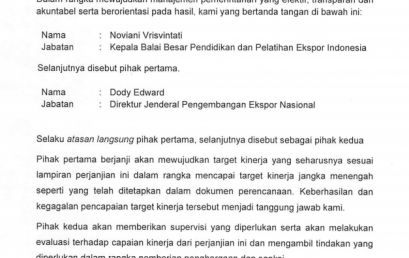 Dalam rangka mewujudkan manajemen pemerintahan yang efektif, transparan dan
akuntabel serta berorientasi pada hasil, kami yang bertanda tangan di bawah ini:
Nama : Noviani Vrisvintati
Jabatan : Kepala Balai Besar Pendidikan dan Pelatihan Ekspor Indonesia
Selanjutnya disebut pihak pertama.
Nama : Dody Edward
Jabatan : Direktur Jenderal Pengembangan Ekspor Nasional
Selaku atasan langsung pihak pertama, selanjutnya disebut sebagai pihak kedua
Pihak pertama berjanji akan mewujudkan target kinerja yang seharusnya sesuai
lampiran perjanjian ini dalam rangka mencapai target kinerja jangka menengah
seperti yang telah ditetapkan dalam dokumen perencanaan. Keberhasilan dan
kegagalan pencapaian target kinerja tersebut menjadi tanggung jawab kami.
Pihak kedua akan memberikan supervisi yang diperlukan serta akan melakukan
evaluasi terhadap capaian kinerja dari perjanjian ini dan mengambil tindakan yang
diperlukan dalam rangka pemberian penghargaan dan sanksi.